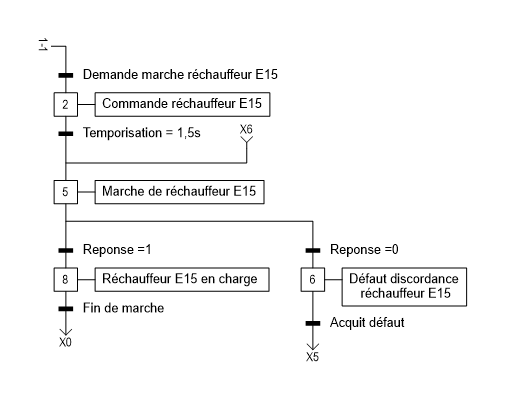 1-1
Demande marche réchauffeur E15
2
Commande réchauffeur E15
Temporisation = 1,5s
X6
5
Marche de réchauffeur E15
Reponse =1
Reponse =0
8
Réchauffeur E15 en charge
6
Défaut discordance
réchauffeur E15
Fin de marche
Acquit défaut
X0
X5